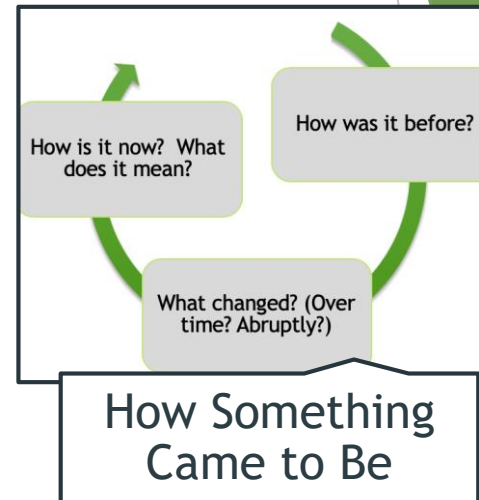 How was it before?
How is it now? What
does it mean?
What changed? (Over
time? Abruptly?)
How Something
Came to Be